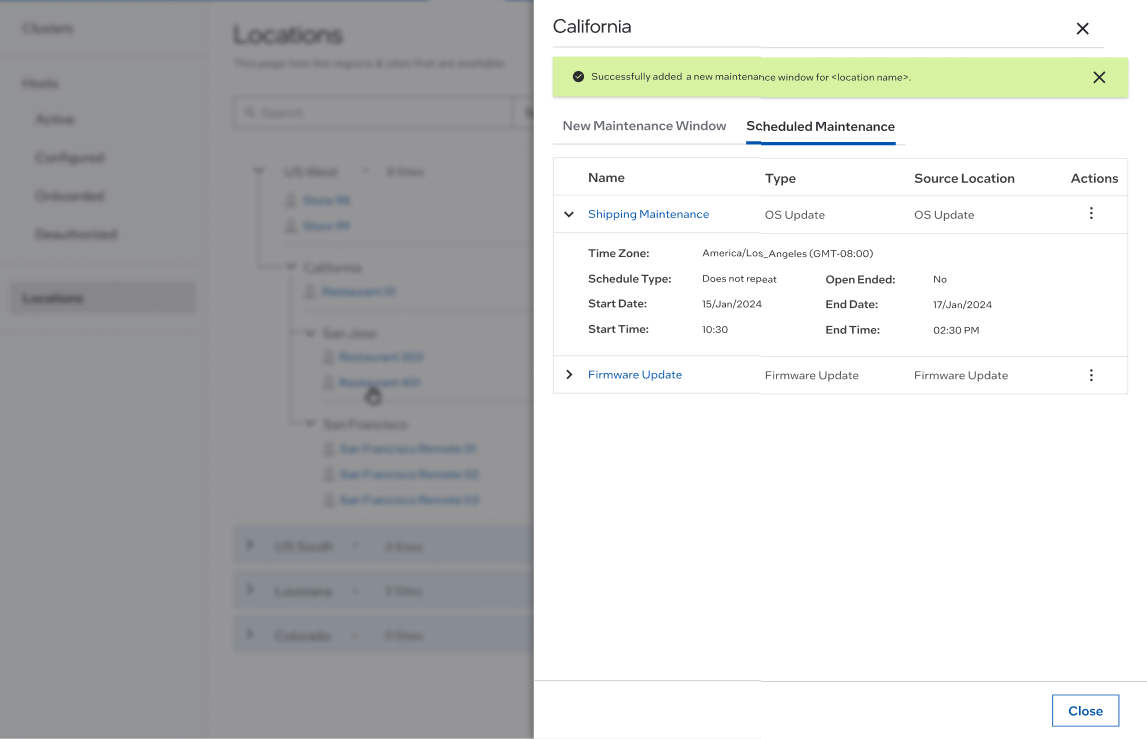 California
Successfully added a new maintenance window for <location name>.
New Maintenance Window Scheduled Maintenance
Name Type Source Location Actions
Shipping Maintenance OS Update OS Update
Time Zone: America/Los_Angeles (GMT-08:00)
Schedule Type: Does not repeat Open Ended: No
Start Date: 15/Jan/2024 End Date: 17/Jan/2024
Start Time: 10:30 End Time: 02:30 PM
Firmware Update Firmware Update Firmware Update
Close
Clusters
Hosts
Active
Configured
Onboarded
Deauthorized
Locations
Locations
This page lists the regions & sites that are available.
Search
US West 8 Sites
Store 98
Store 99
California
Restaurant 01
San Jose
Restaurant 203
Restaurant 401
San Francisco
San Francisco Remote 01
San Francisco Remote 02
San Francisco Remote 03
US South 3 Sites
Louisiana 2 Sites
Colorado